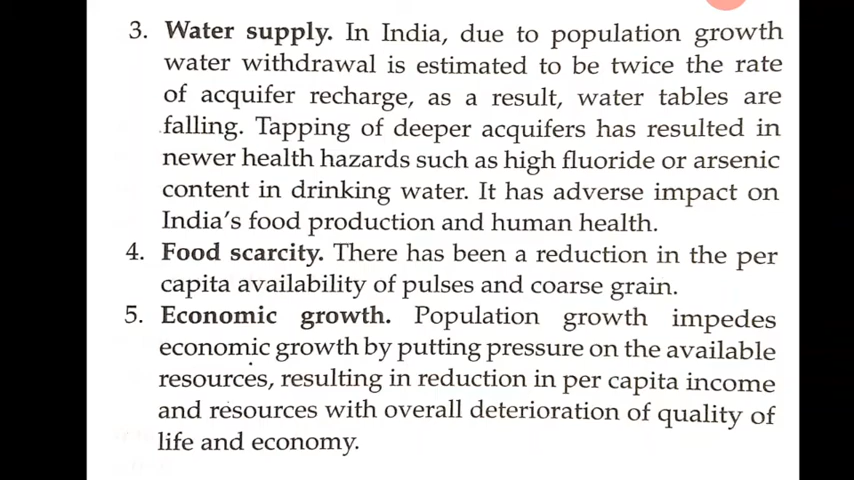 3. Water supply. In India, due to population growth
water withdrawal is estimated to be twice the rate
of acquifer recharge, as a result, water tables are
falling. Tapping of deeper acquifers has resulted in
newer health hazards such as high fluoride or arsenic
content in drinking water. It has adverse impact on
India's food production and human health.
4. Food scarcity. There has been a reduction in the per
capita availability of pulses and coarse grain.
5. Economic growth. Population growth impedes
economic growth by putting pressure on the available
resources, resulting in reduction in per capita income
and resources with overall deterioration of quality of
life and economy.